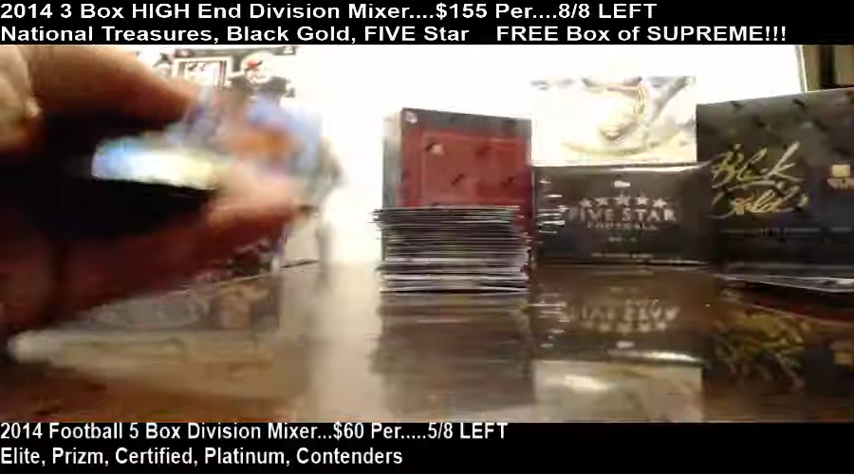 2014 3 Box HIGH End Division Mixer....$155 Per....8/8 LEFT
National Treasures, Black Gold, FIVE Star FREE Box of SUPREME!!!
Black
Gold
FIVE STAR
FOOTBALL
2014 Football 5 Box Division Mixer...$60 Per.....5/8 LEFT
Elite, Prizm, Certified, Platinum, Contenders